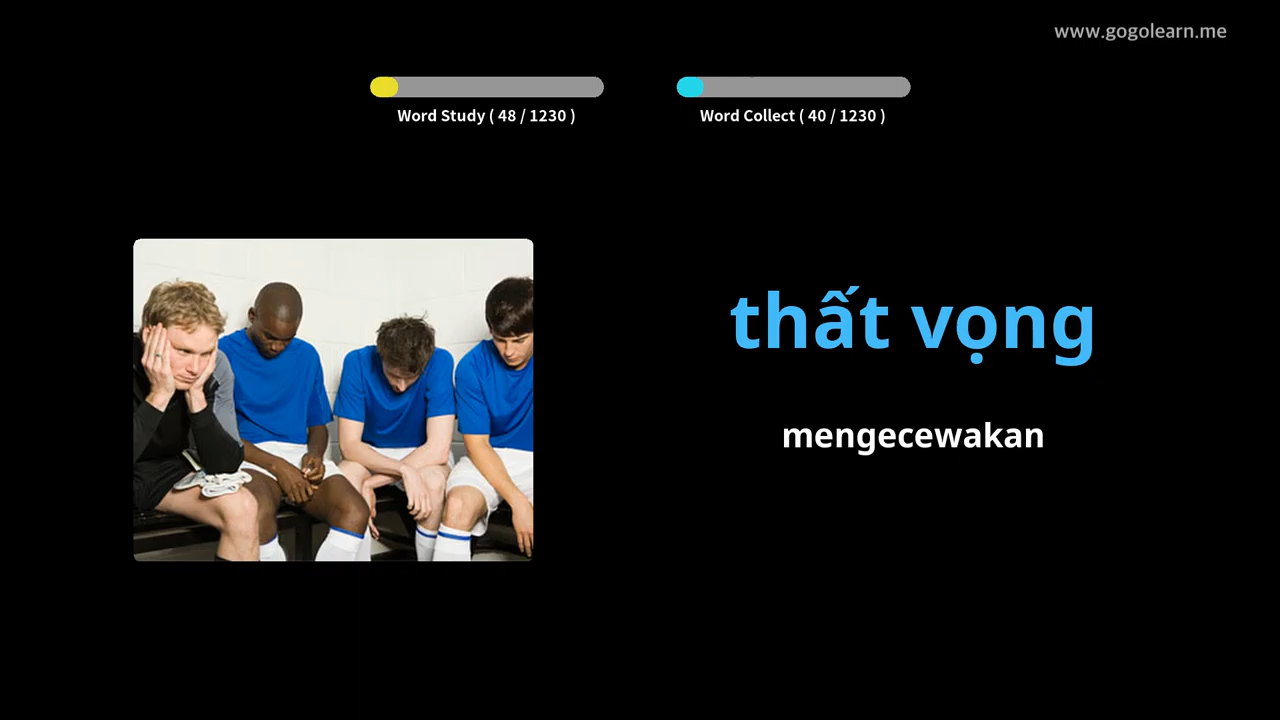 www.gogolearn.me
Word Study ( 48 / 1230 )
Word Collect ( 40 / 1230 )
thất vọng
mengecewakan